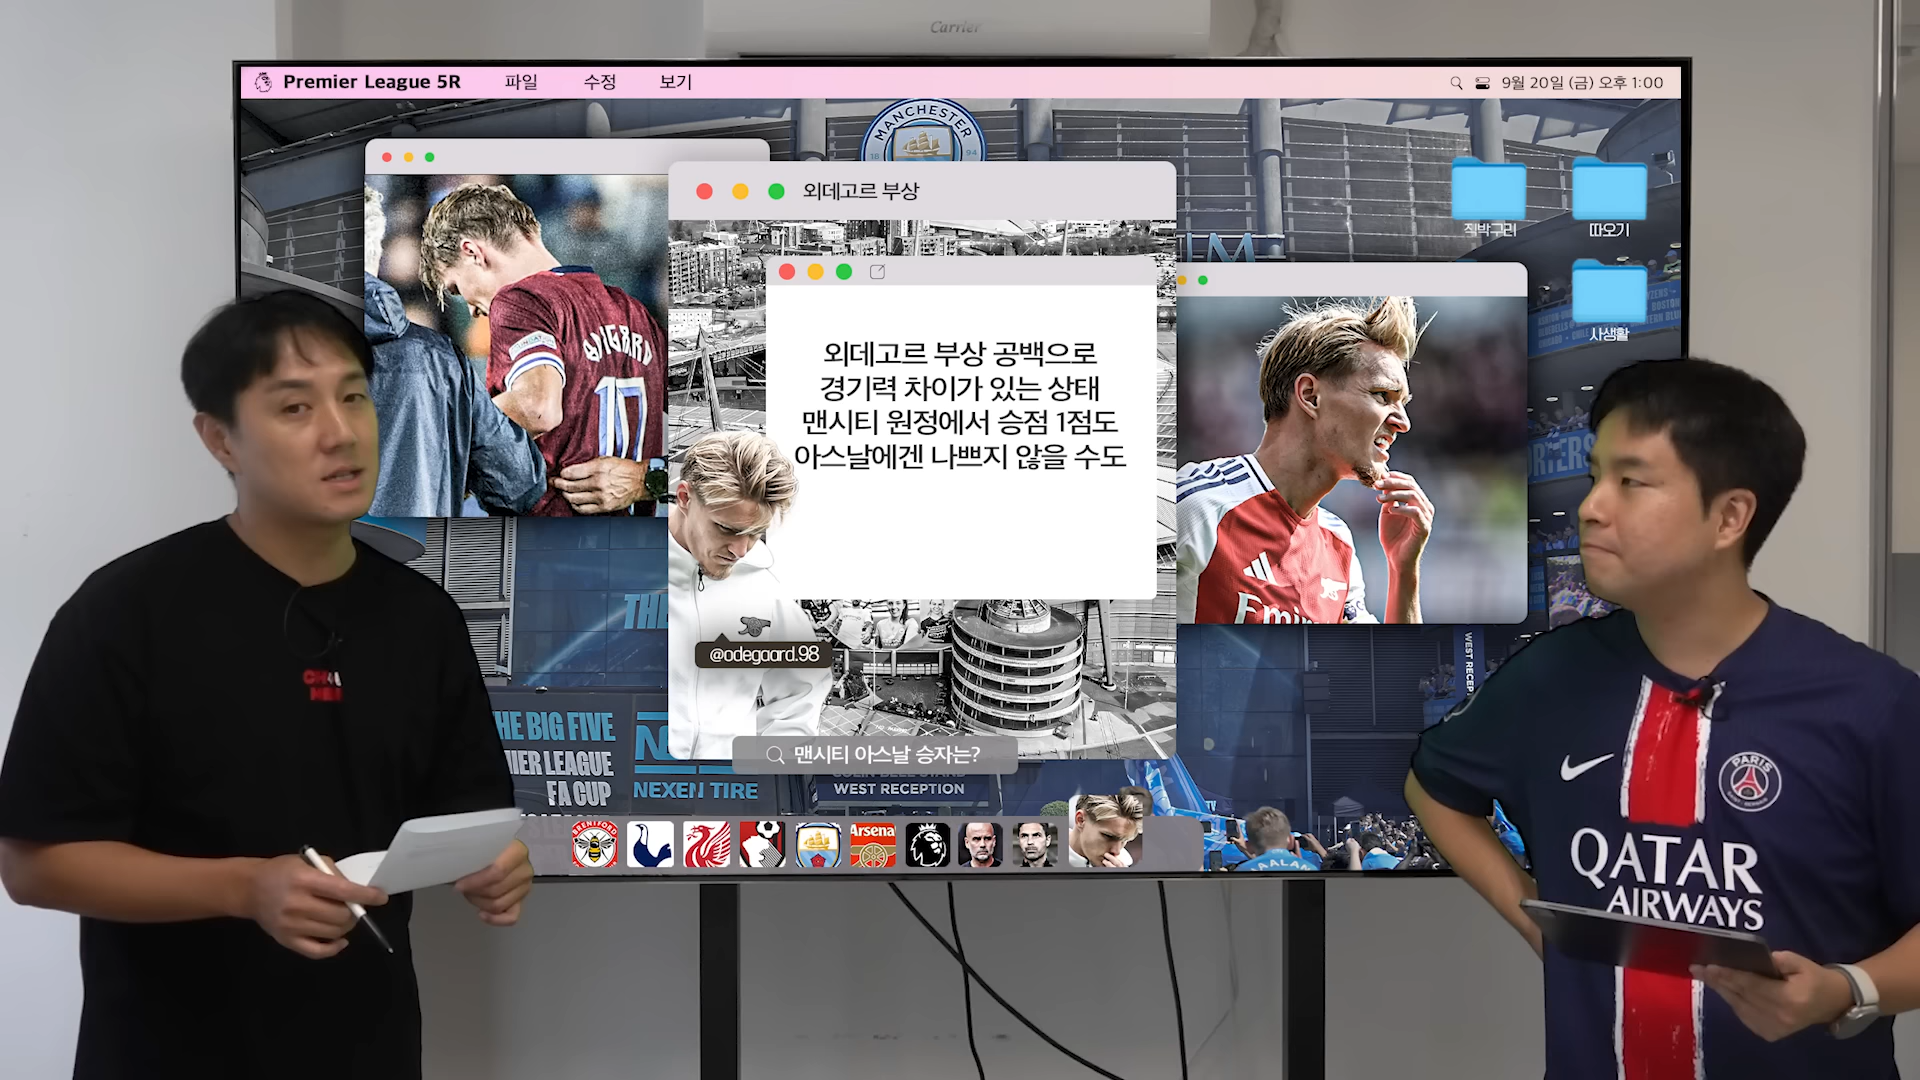 Carrier
Premier League 5R
파일
수정
보기
9월 20일 (금) 오후 1:00
MANCHESTER
18 94
외데고르 부상
직박구리
따오기
사생활
외데고르 부상 공백으로
경기력 차이가 있는 상태
맨시티 원정에서 승점 1점도
아스날에겐 나쁘지 않을 수도
17
@odegaard.98
맨시티 아스날 승자는?
THE BIG FIVE
FA CUP
NEXEN TIRE
WEST RECEPTION
BRENTFORD
Arsenal
PARIS
QATAR
AIRWAYS